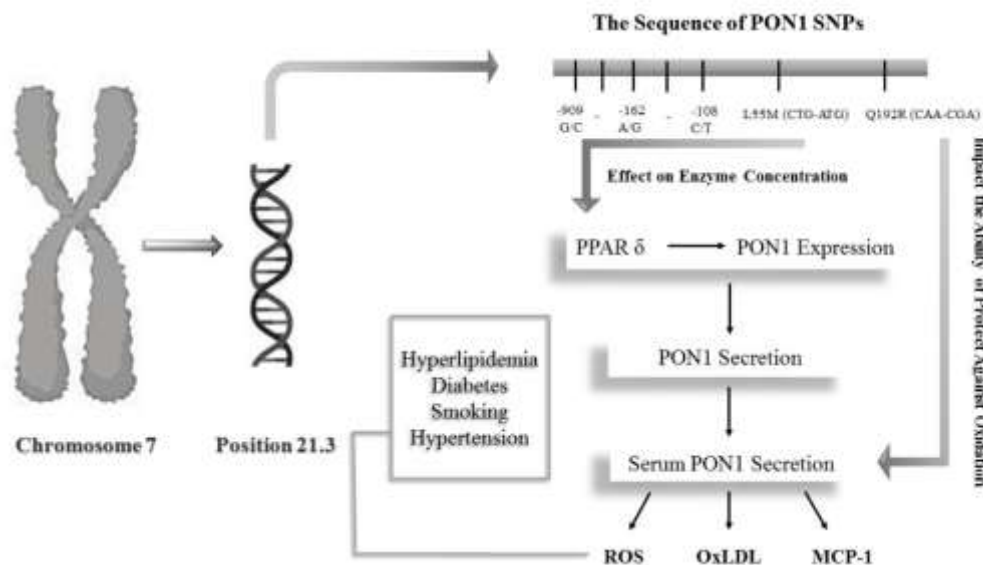 The Sequence of PON1 SNPs
-909 - -162 - -108 L55M (CTG-ATG) Q192R (CAA-CGA)
G/C A/G C/T
Effect on Enzyme Concentration
Impact the Ability of Protect Against Oxidation
PPAR δ PON1 Expression
PON1 Secretion
Hyperlipidemia
Diabetes
Smoking
Hypertension
Chromosome 7 Position 21.3
Serum PON1 Secretion
ROS OxLDL MCP-1